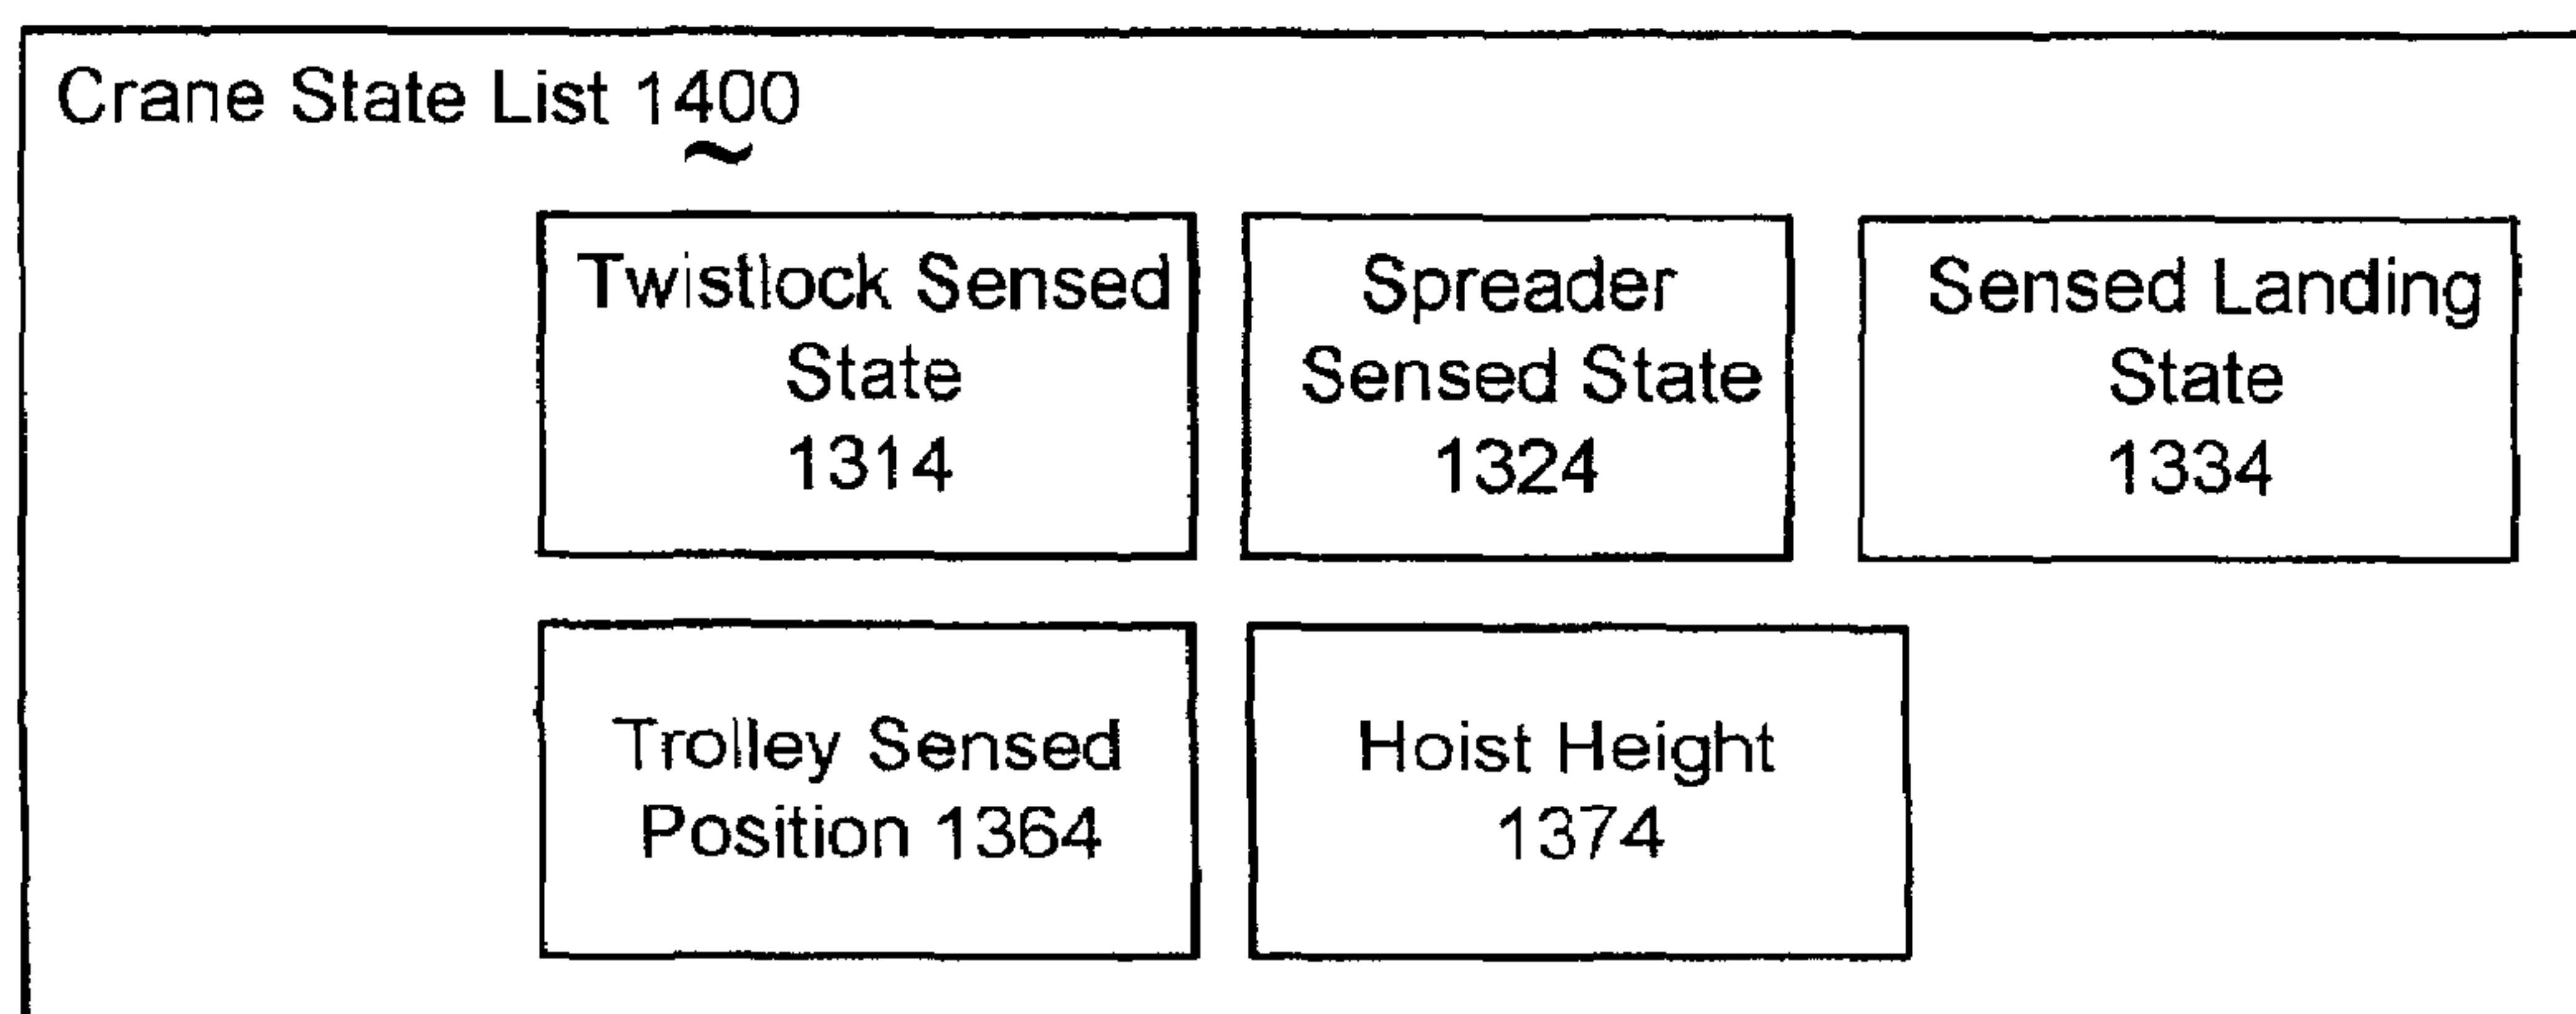 Crane State List 1400
Twistlock Sensed
State
1314
Spreader
Sensed State
1324
Sensed Landing
State
1334
Trolley Sensed
Position 1364
Hoist Height
1374